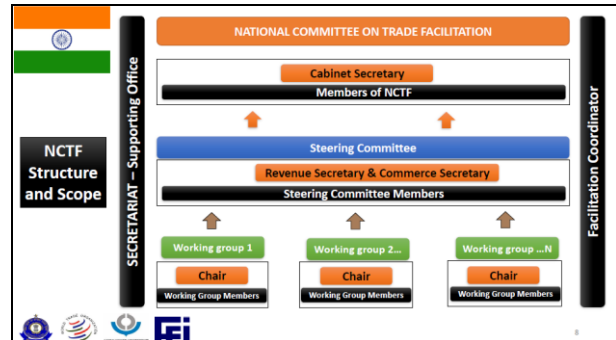 NATIONAL COMMITTEE ON TRADE FACILITATION
Cabinet Secretary
Members of NCTF
Steering Committee
Revenue Secretary & Commerce Secretary
Steering Committee Members
Working group 1
Working group 2...
Working group ...N
Chair
Chair
Chair
Working Group Members
Working Group Members
Working Group Members
NCTF
Structure
and Scope
SECRETARIAT – Supporting Office
Facilitation Coordinator
8